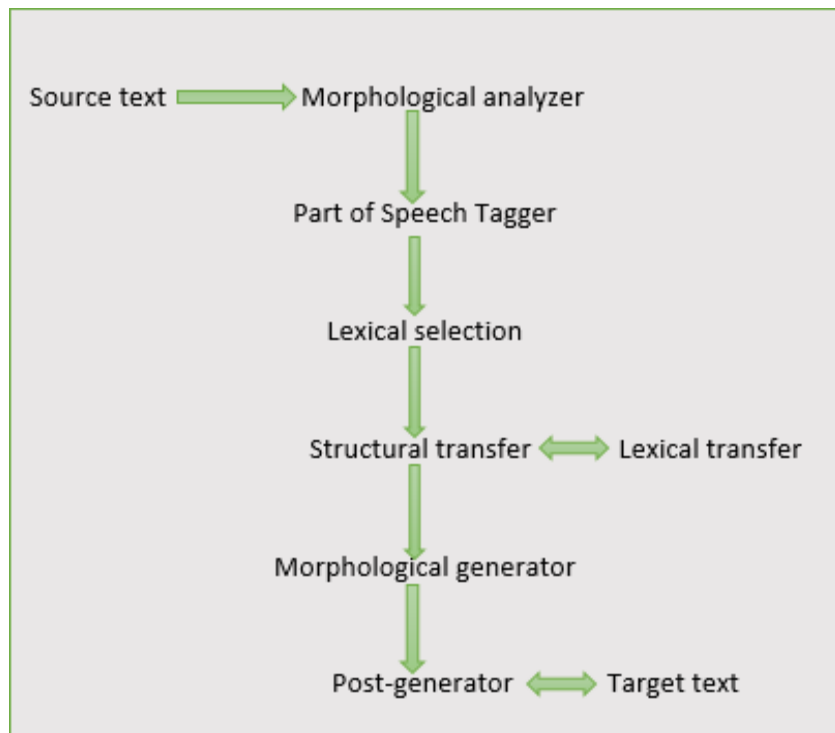 Source text Morphological analyzer
Part of Speech Tagger
Lexical selection
Structural transfer Lexical transfer
Morphological generator
Post-generator Target text